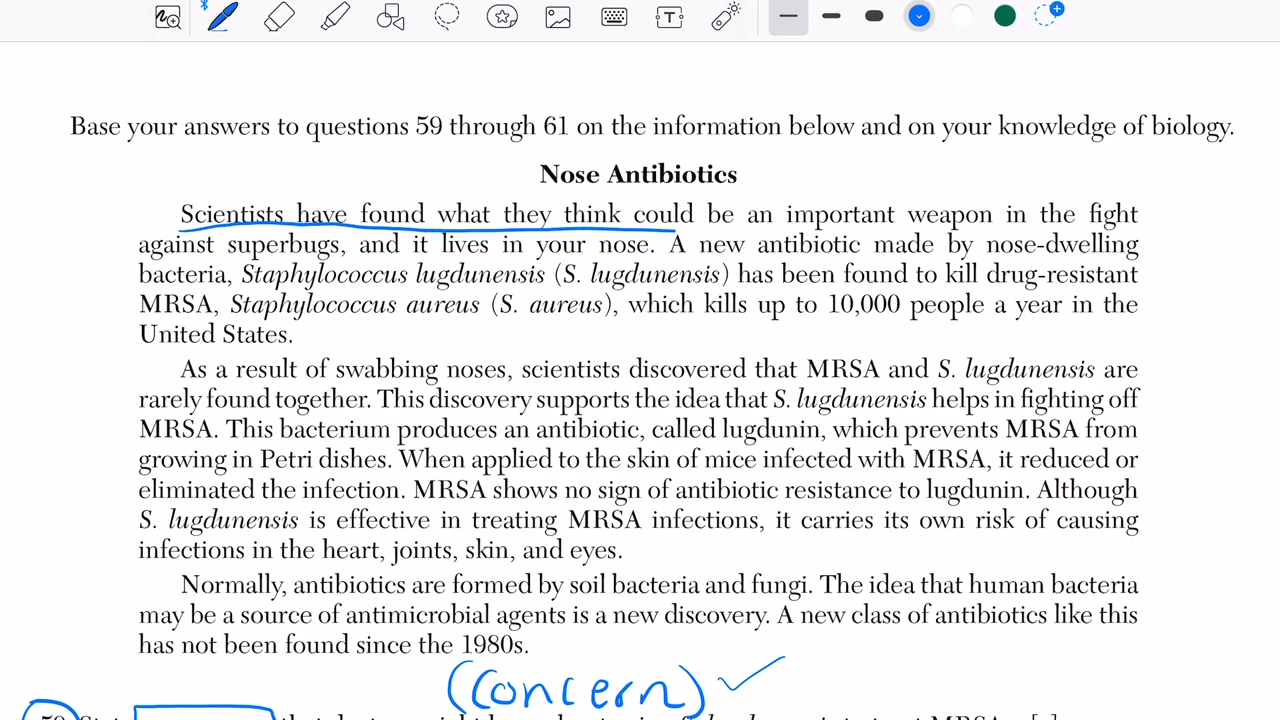 Base your answers to questions 59 through 61 on the information below and on your knowledge of biology.
Nose Antibiotics
Scientists have found what they think could be an important weapon in the fight
against superbugs, and it lives in your nose. A new antibiotic made by nose-dwelling
bacteria, Staphylococcus lugdunensis (S. lugdunensis) has been found to kill drug-resistant
MRSA, Staphylococcus aureus (S. aureus), which kills up to 10,000 people a year in the
United States.
As a result of swabbing noses, scientists discovered that MRSA and S. lugdunensis are
rarely found together. This discovery supports the idea that S. lugdunensis helps in fighting off
MRSA. This bacterium produces an antibiotic, called lugdunin, which prevents MRSA from
growing in Petri dishes. When applied to the skin of mice infected with MRSA, it reduced or
eliminated the infection. MRSA shows no sign of antibiotic resistance to lugdunin. Although
S. lugdunensis is effective in treating MRSA infections, it carries its own risk of causing
infections in the heart, joints, skin, and eyes.
Normally, antibiotics are formed by soil bacteria and fungi. The idea that human bacteria
may be a source of antimicrobial agents is a new discovery. A new class of antibiotics like this
has not been found since the 1980s.
(Concern)